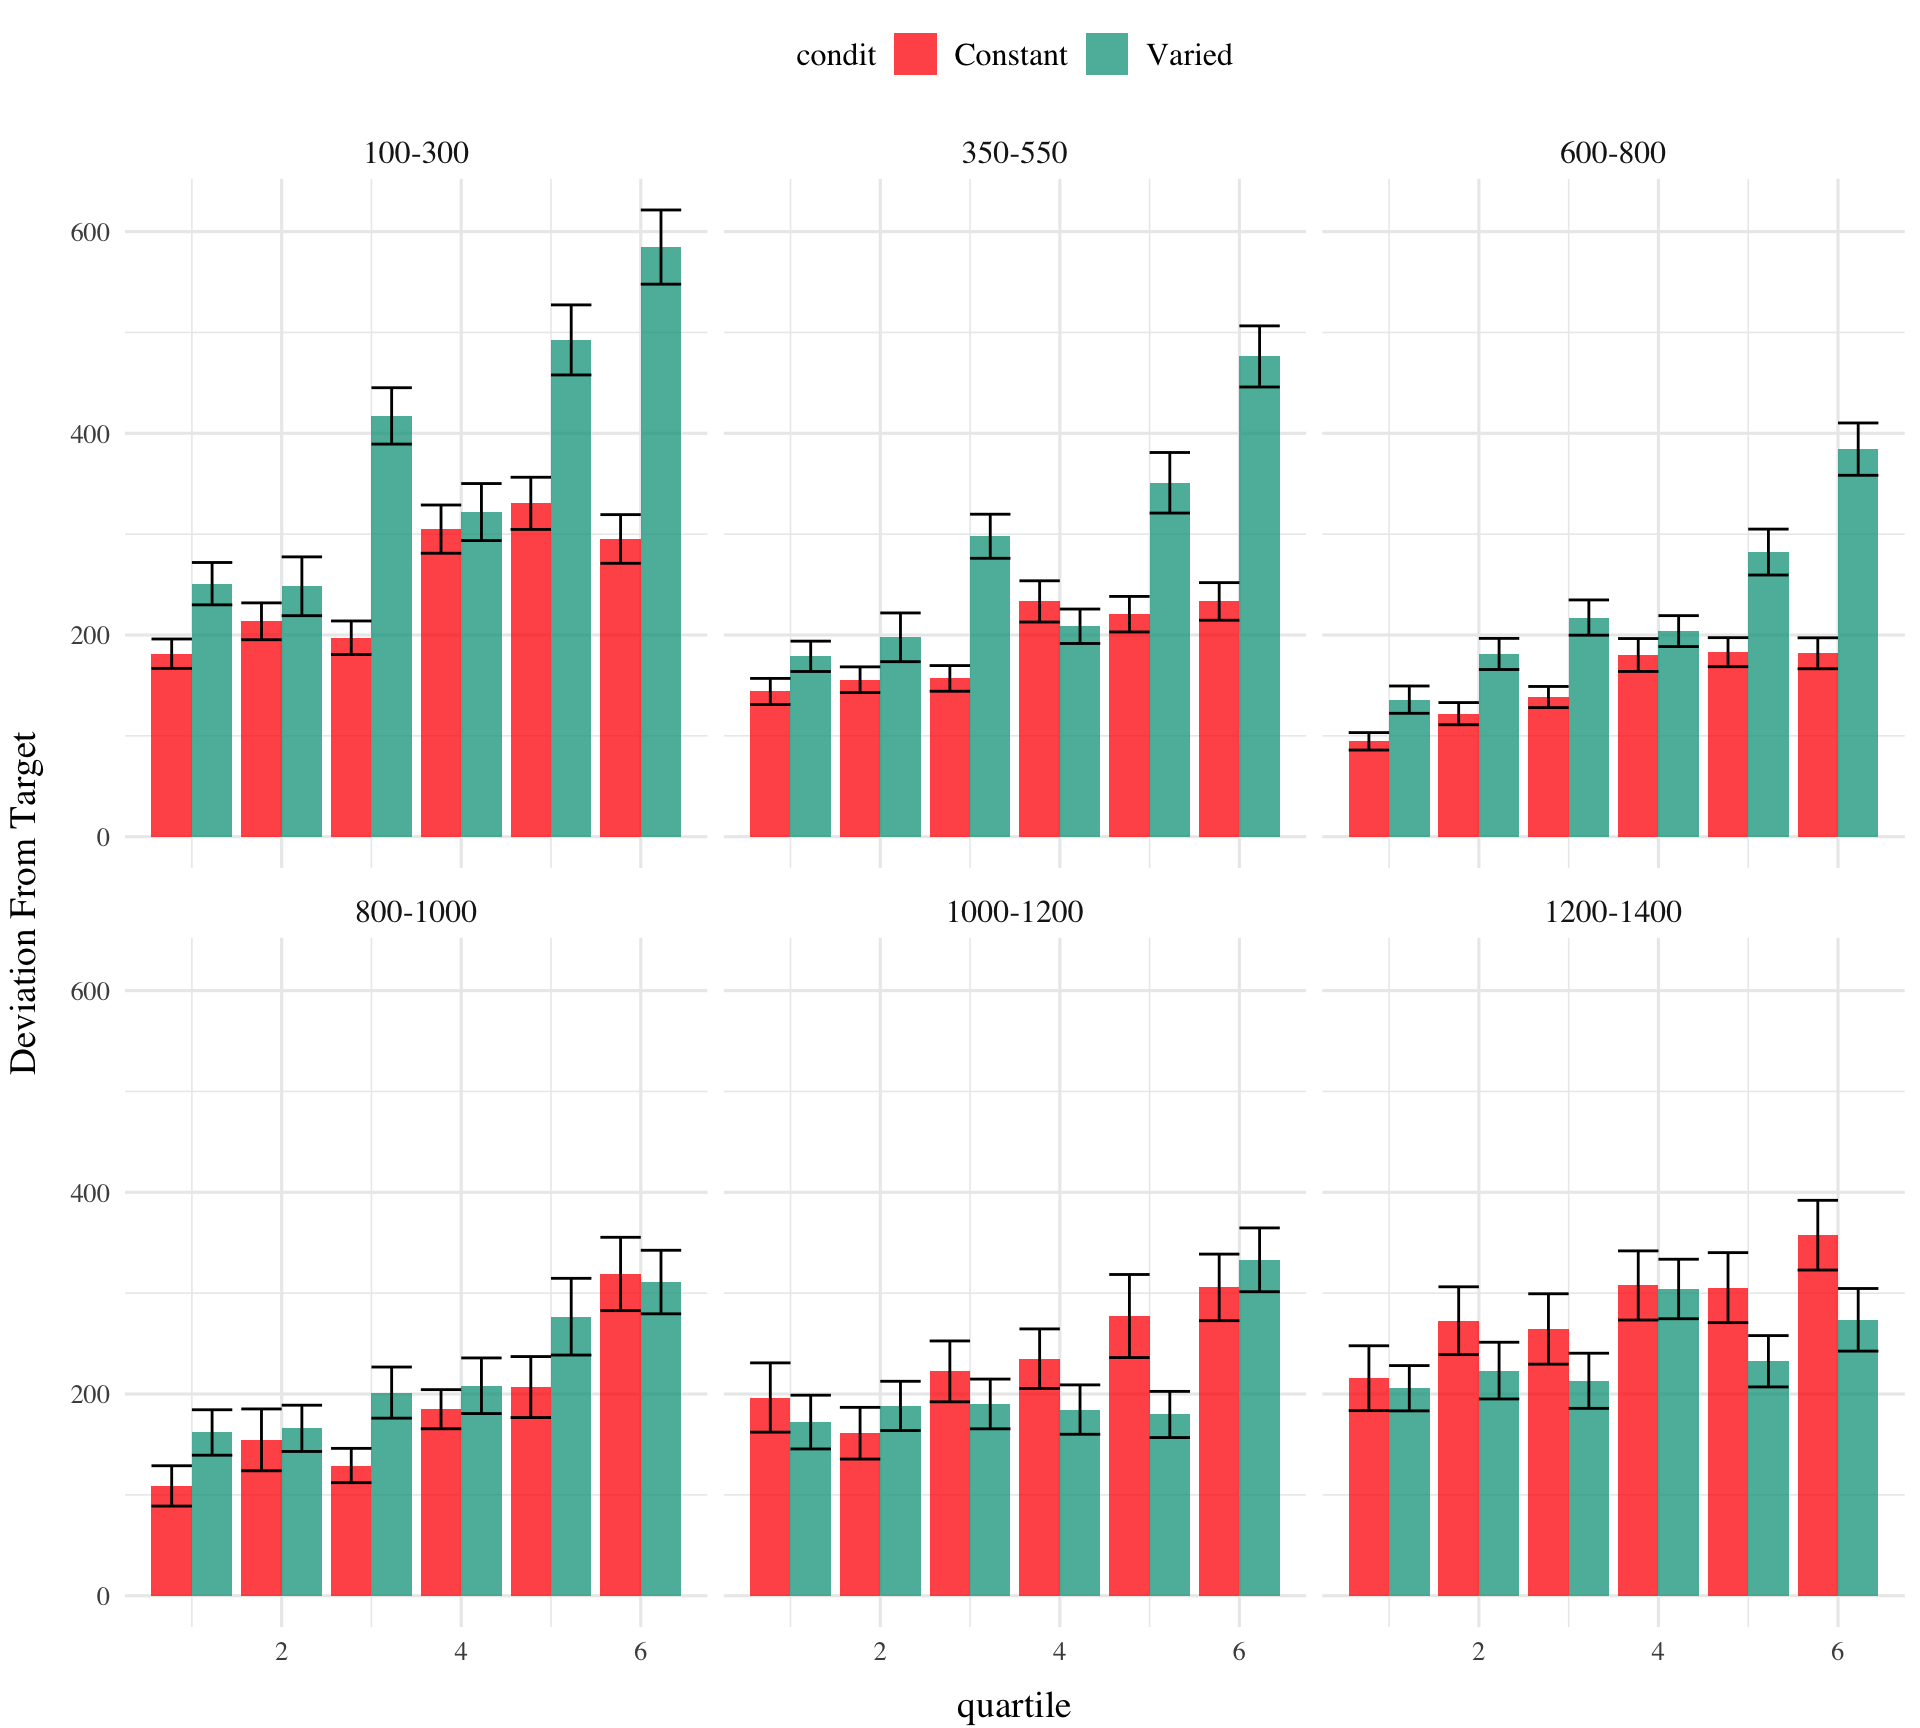 condit Constant Varied
100-300 350-550 600-800
600
400
200
0
Deviation From Target
800-1000 1000-1200 1200-1400
600
400
200
0
2 4 6 2 4 6 2 4 6
quartile